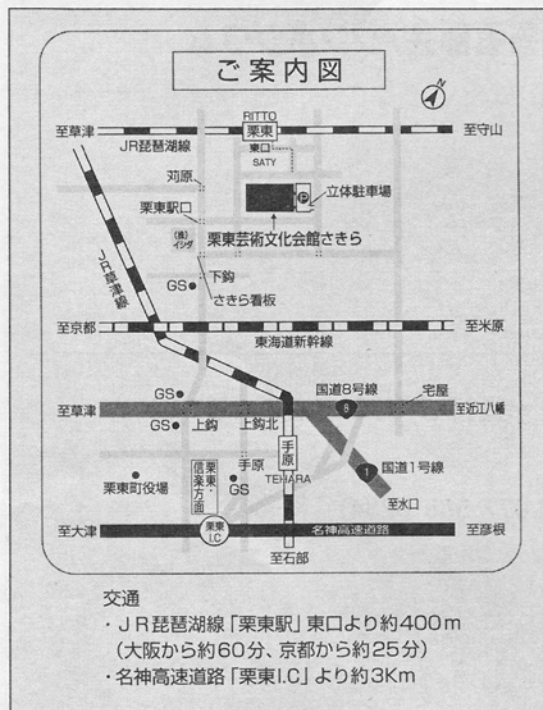 ご案内図
N
RITTO
至草津
栗東
至守山
JR琵琶湖線
東口
SATY
苅原
P
立体駐車場
栗東駅口
(株)イシダ
栗東芸術文化会館さきら
JR草津線
下鈎
GS
さきら看板
至京都
至米原
東海道新幹線
国道8号線
宅屋
GS
至草津
8
至近江八幡
GS
上鈎
上鈎北
手原
国道1号線
1
手原
栗東・信楽方面
TEHARA
栗東町役場
GS
至水口
至大津
栗東I.C
名神高速道路
至彦根
至石部
交通
・JR琵琶湖線「栗東駅」東口より約400m
(大阪から約60分、京都から約25分)
・名神高速道路「栗東I.C」より約3Km